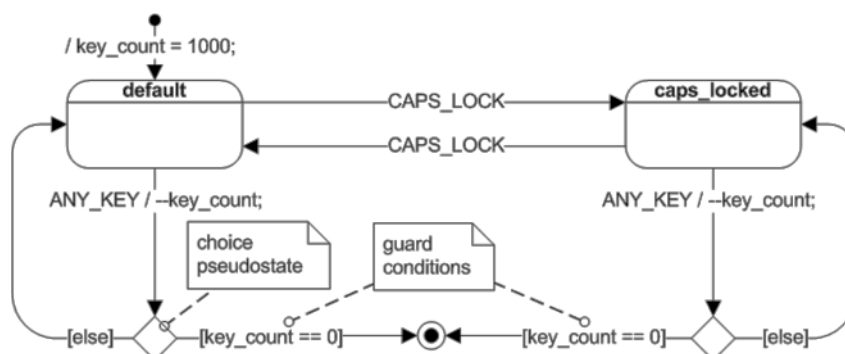 / key_count = 1000;
default
caps_locked
CAPS_LOCK
CAPS_LOCK
ANY_KEY / --key_count;
ANY_KEY / --key_count;
choice
pseudostate
guard
conditions
[else]
[key_count == 0]
[key_count == 0]
[else]